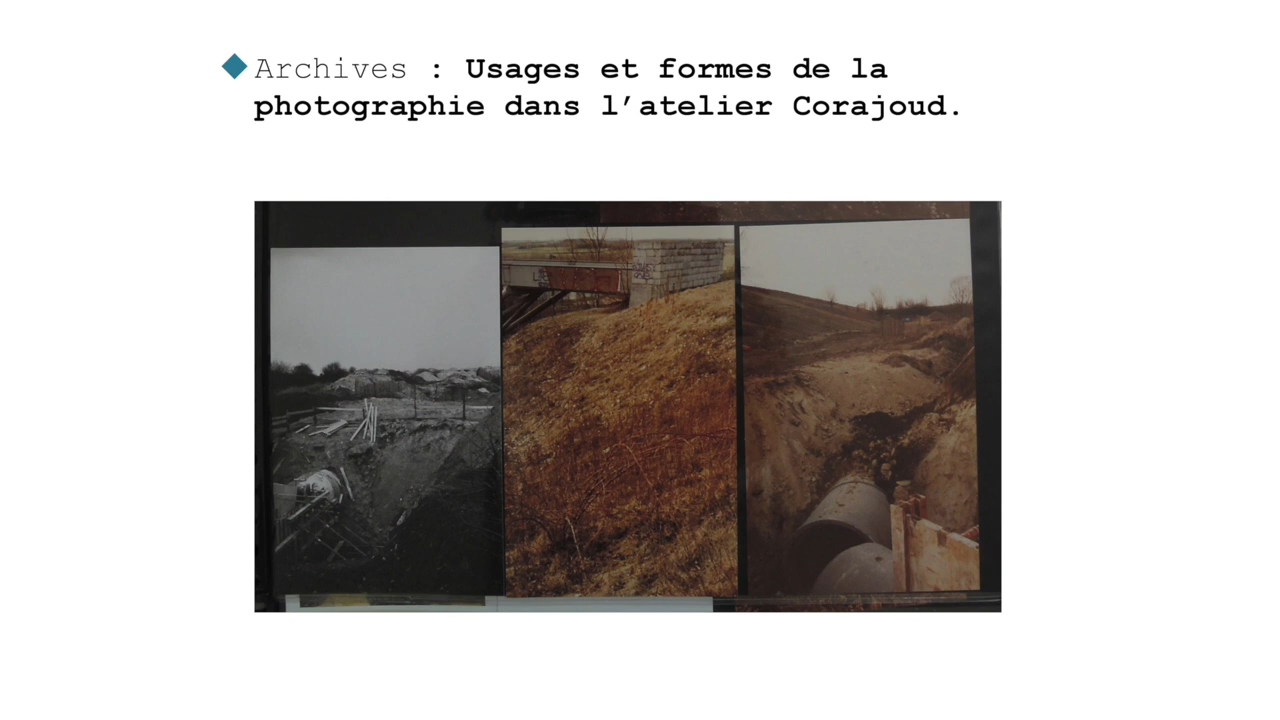 Archives : Usages et formes de la
photographie dans l’atelier Corajoud.